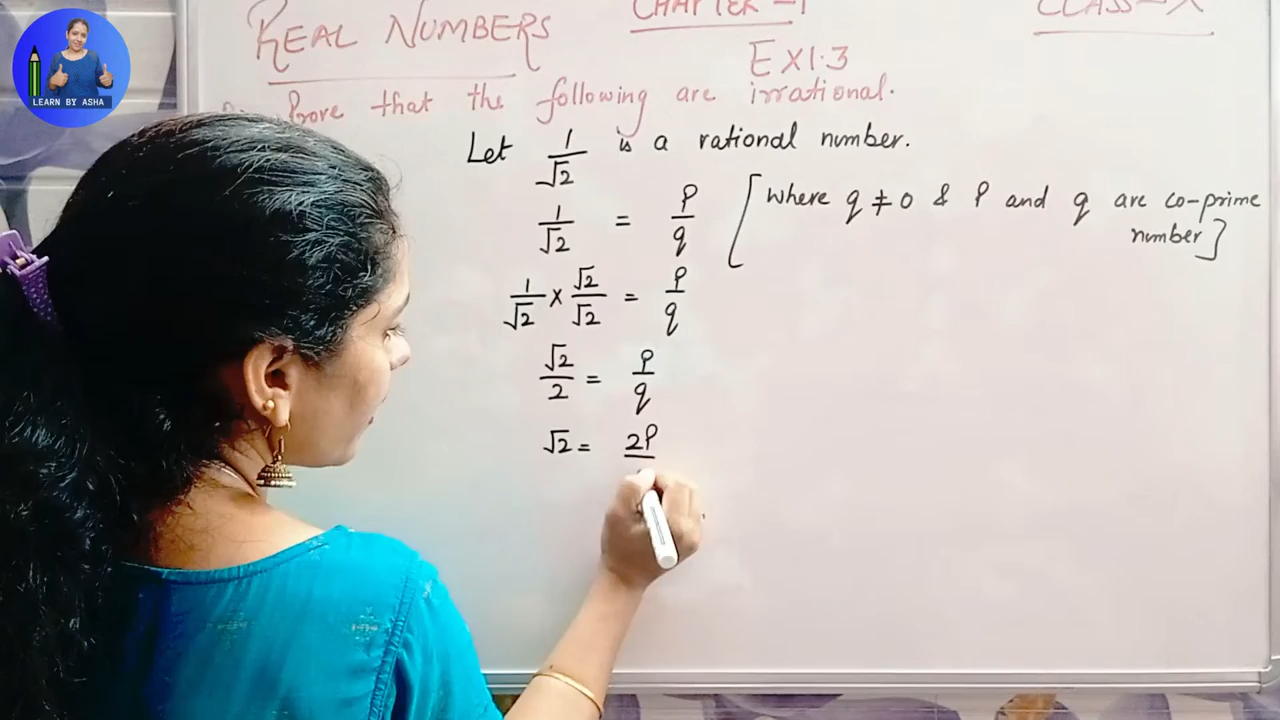 REAL NUMBERS CHAPTER-1 CLASS-X
EX1.3
Prove that the following are irrational.
LEARN BY ASHA
Let 1/√2 is a rational number.
1/√2 = P/q [where q ≠ 0 & P and q are co-prime
number]
1/√2 × √2/√2 = P/q
√2/2 = P/q
√2 = 2P